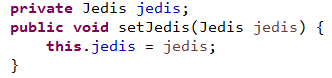 private Jedis jedis;
public void setJedis(Jedis jedis) {
    this.jedis = jedis;
}